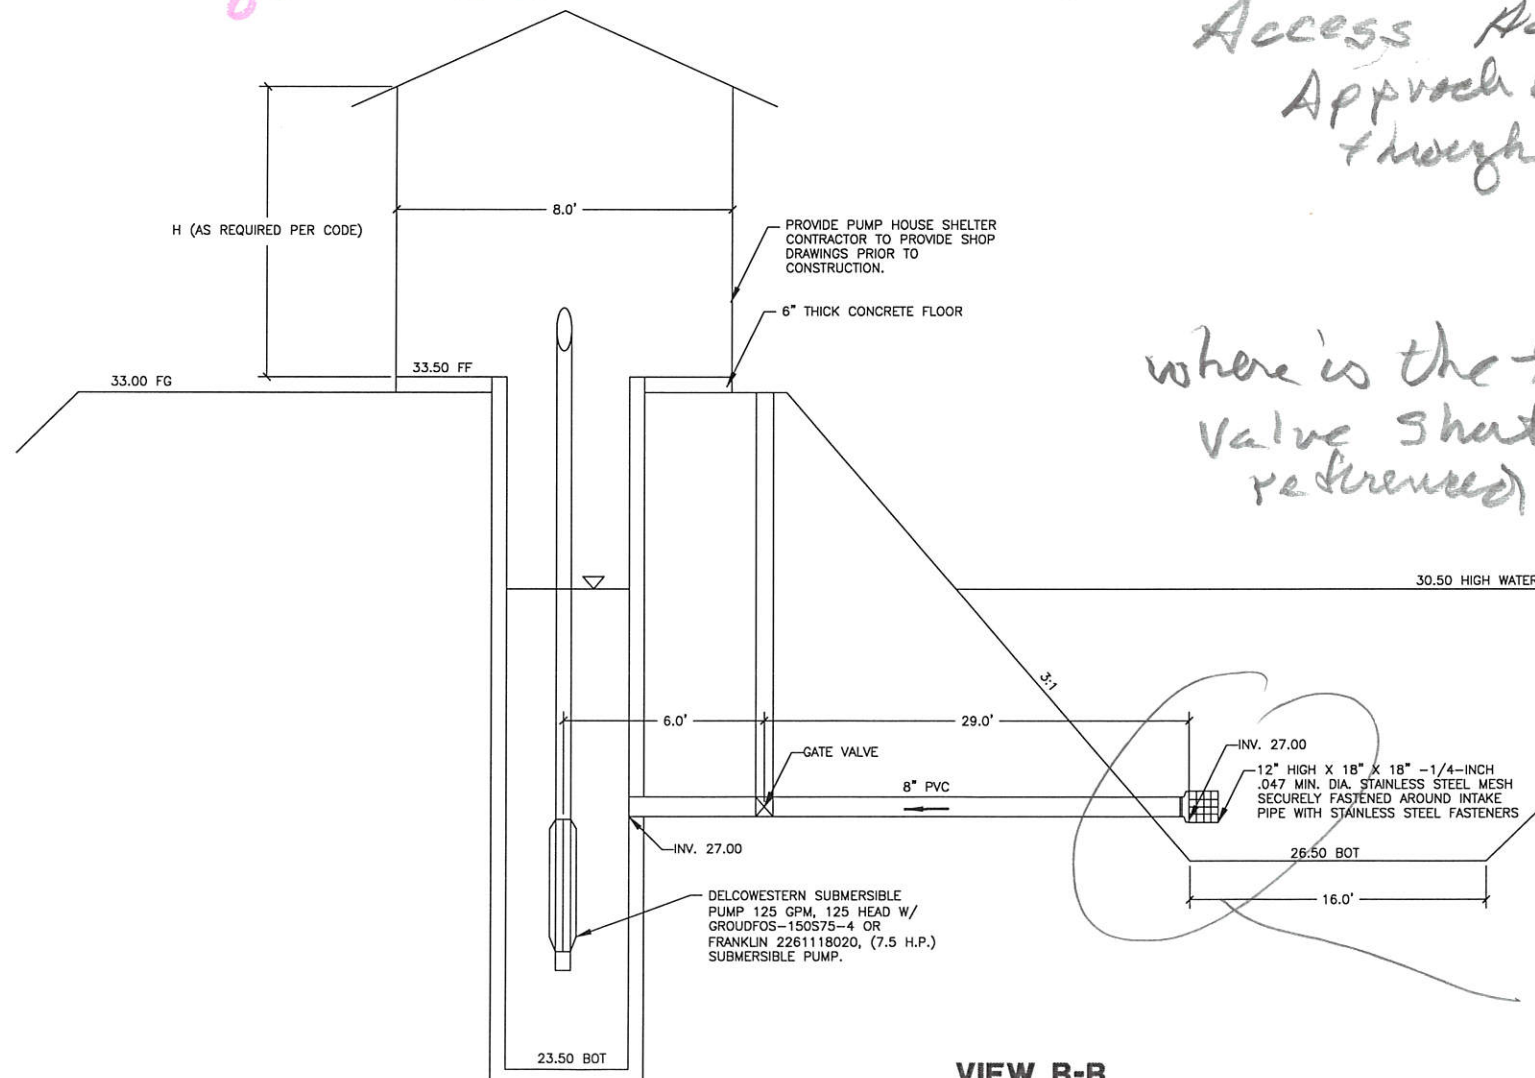 Access
Approach
through
H (AS REQUIRED PER CODE)
8.0'
PROVIDE PUMP HOUSE SHELTER
CONTRACTOR TO PROVIDE SHOP
DRAWINGS PRIOR TO
CONSTRUCTION.
6" THICK CONCRETE FLOOR
33.50 FF
33.00 FG
where is the
Valve Shut
referenced
30.50 HIGH WATER
3:1
6.0'
29.0'
GATE VALVE
8" PVC
INV. 27.00
12" HIGH X 18" X 18" -1/4-INCH
.047 MIN. DIA. STAINLESS STEEL MESH
SECURELY FASTENED AROUND INTAKE
PIPE WITH STAINLESS STEEL FASTENERS
INV. 27.00
26.50 BOT
16.0'
DELCOWESTERN SUBMERSIBLE
PUMP 125 GPM, 125 HEAD W/
GROUDFOS-150S75-4 OR
FRANKLIN 2261118020, (7.5 H.P.)
SUBMERSIBLE PUMP.
23.50 BOT
VIEW B-B